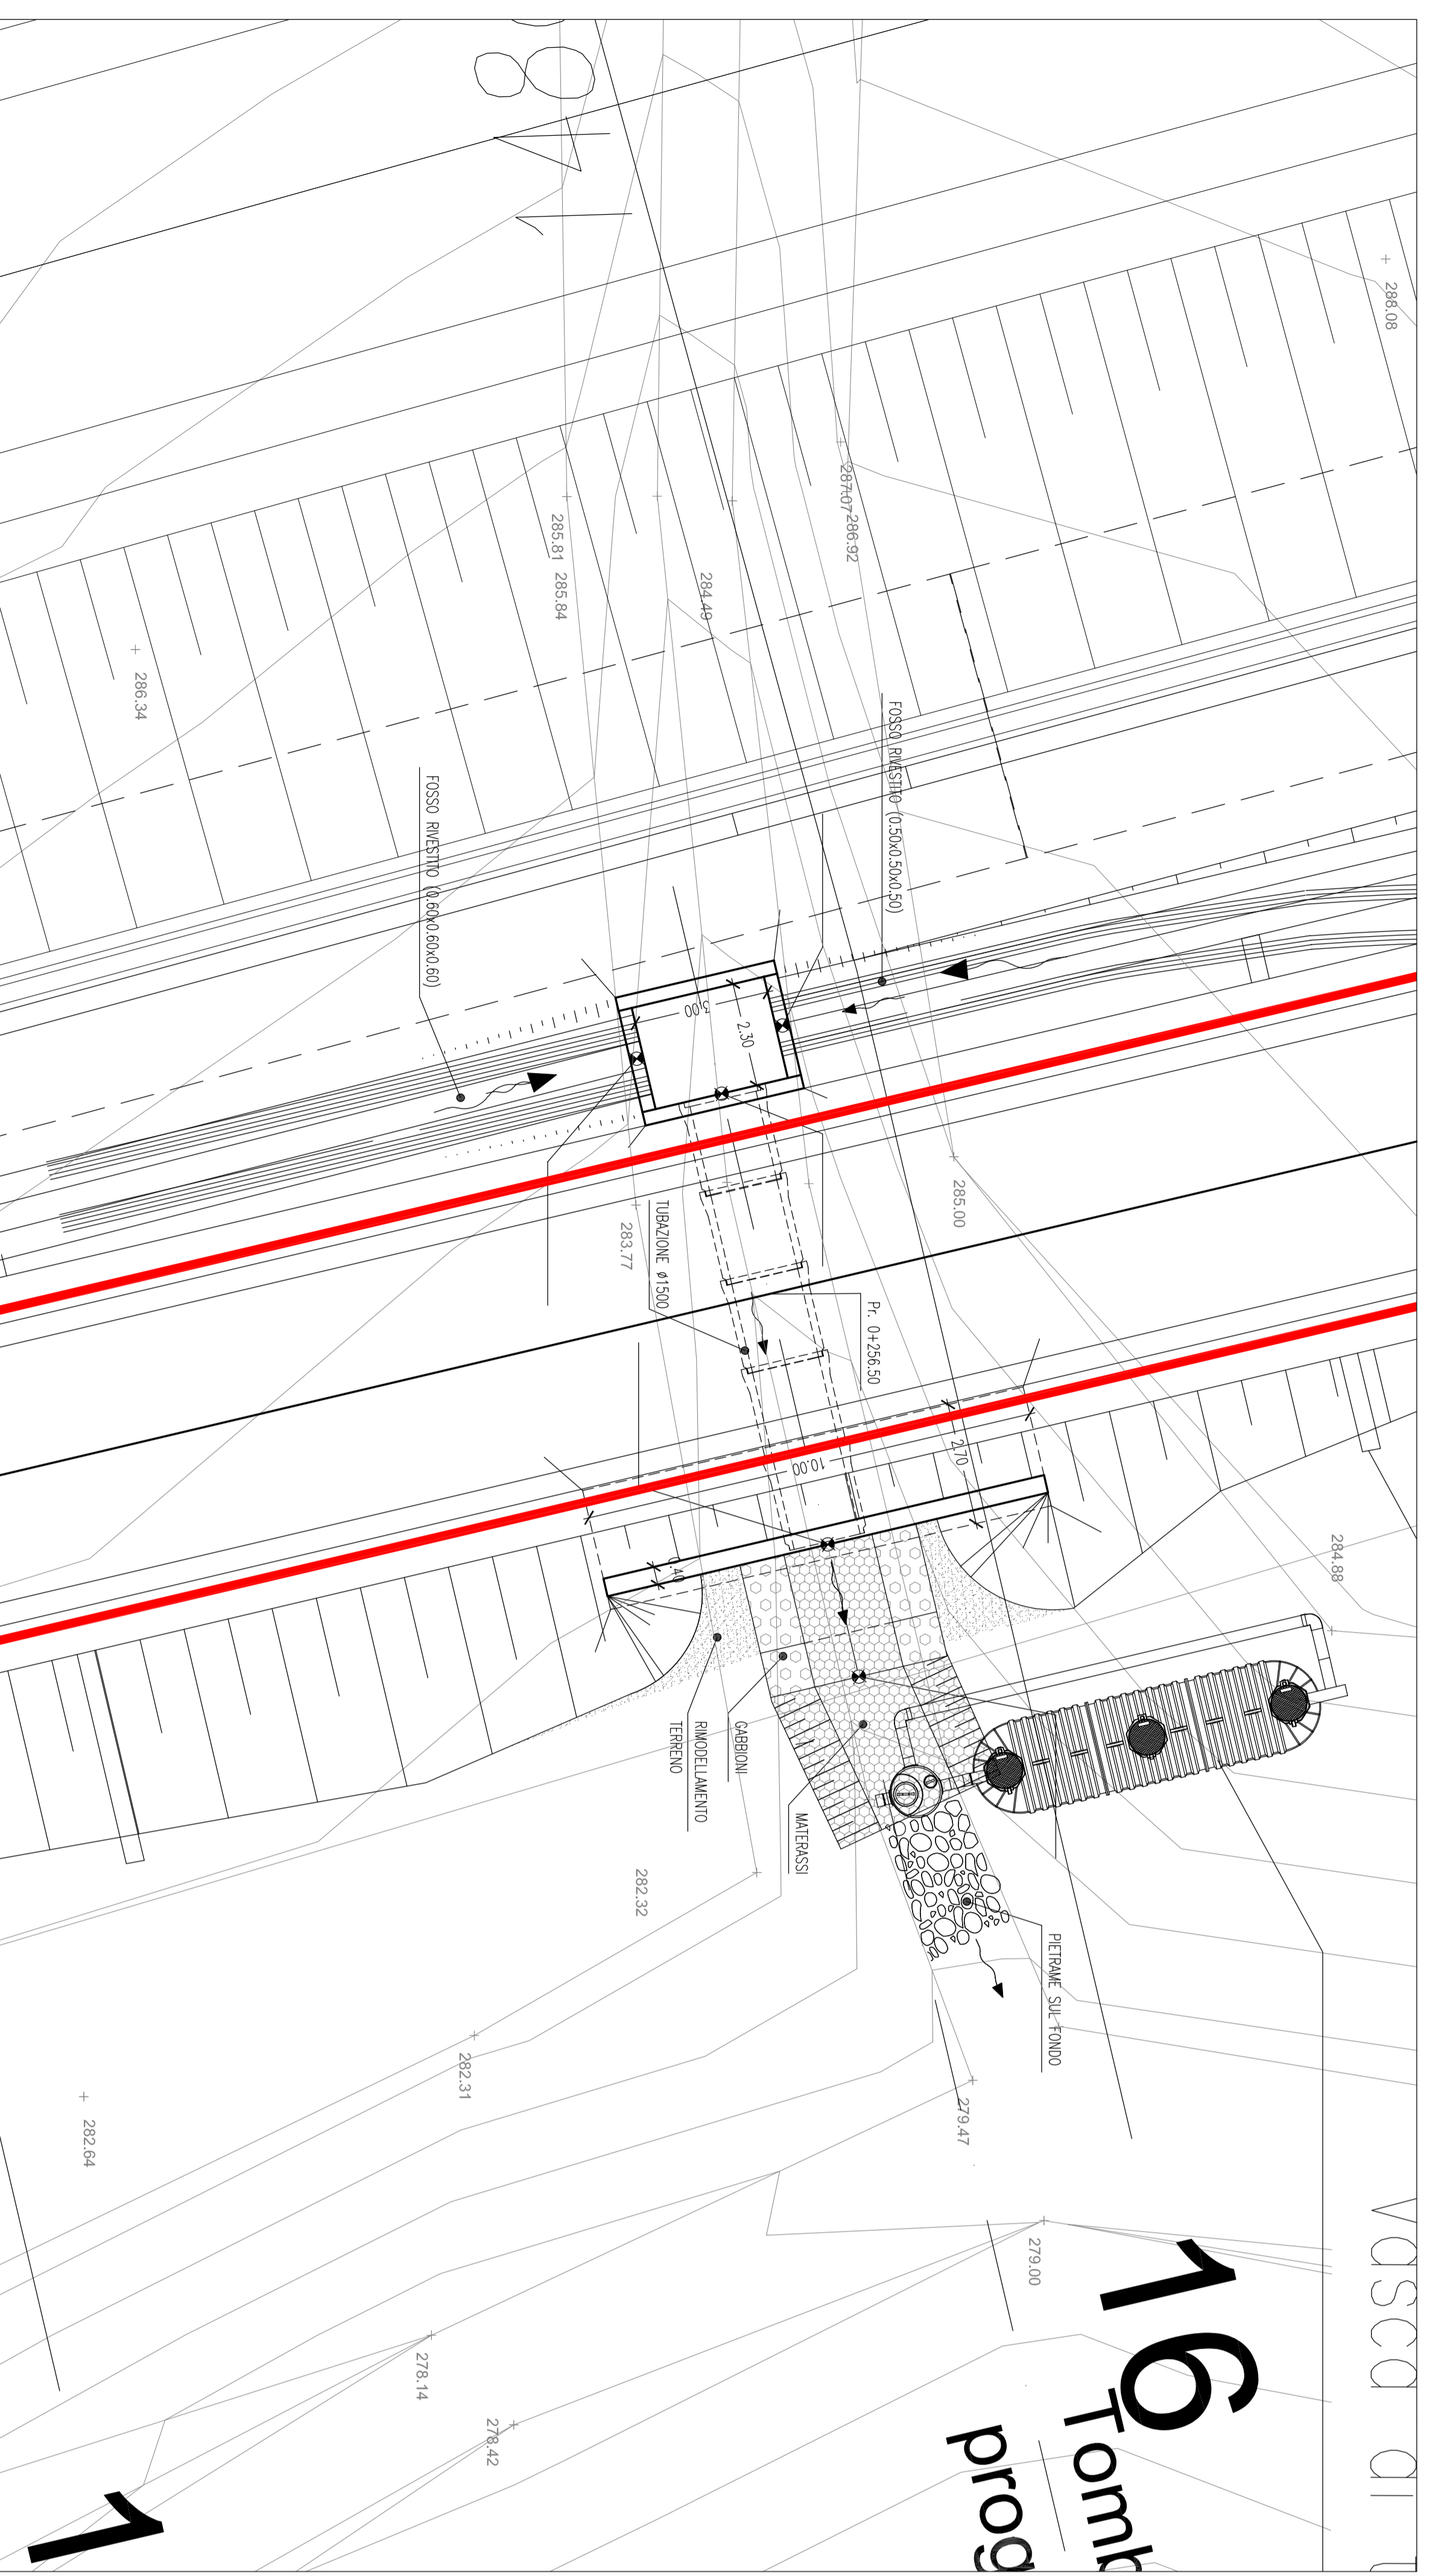 288.08
287.07
286.92
285.81
285.84
284.49
286.34
FOSSO RIVESTITO (0.50x0.50x0.50)
FOSSO RIVESTITO (0.60x0.60x0.60)
3.00
2.30
285.00
283.77
TUBAZIONE ø1500
Pr. 0+256.50
2.70
10.00
0.40
284.88
GABBIONI
RIMODELLAMENTO
TERRENO
MATERASSI
282.32
PIETRAME SUL FONDO
282.31
282.64
279.47
279.00
278.14
278.42
Vasca di
16
Tomb
prog
1